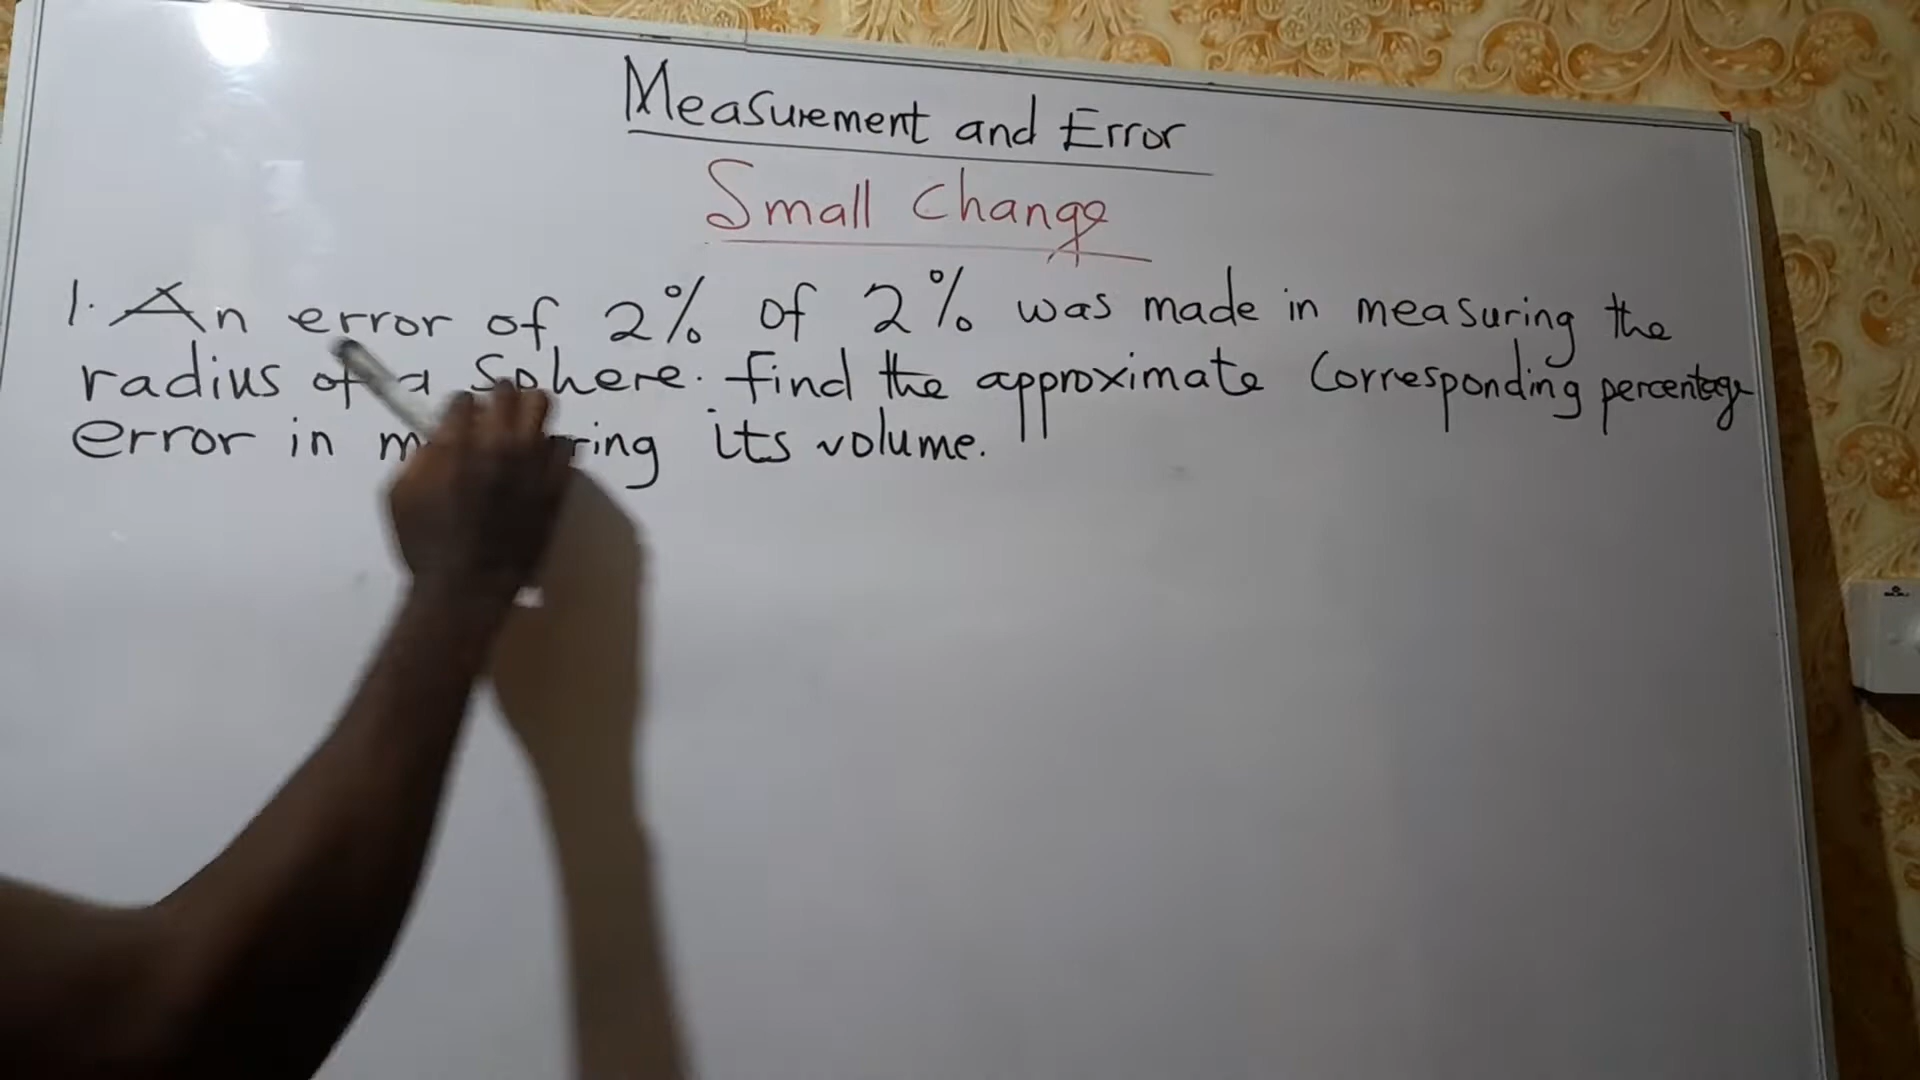 Measurement and Error
Small Change
1. An error of 2% of 2% was made in measuring the
radius of a Sphere. find the approximate Corresponding percentage
error in its volume.